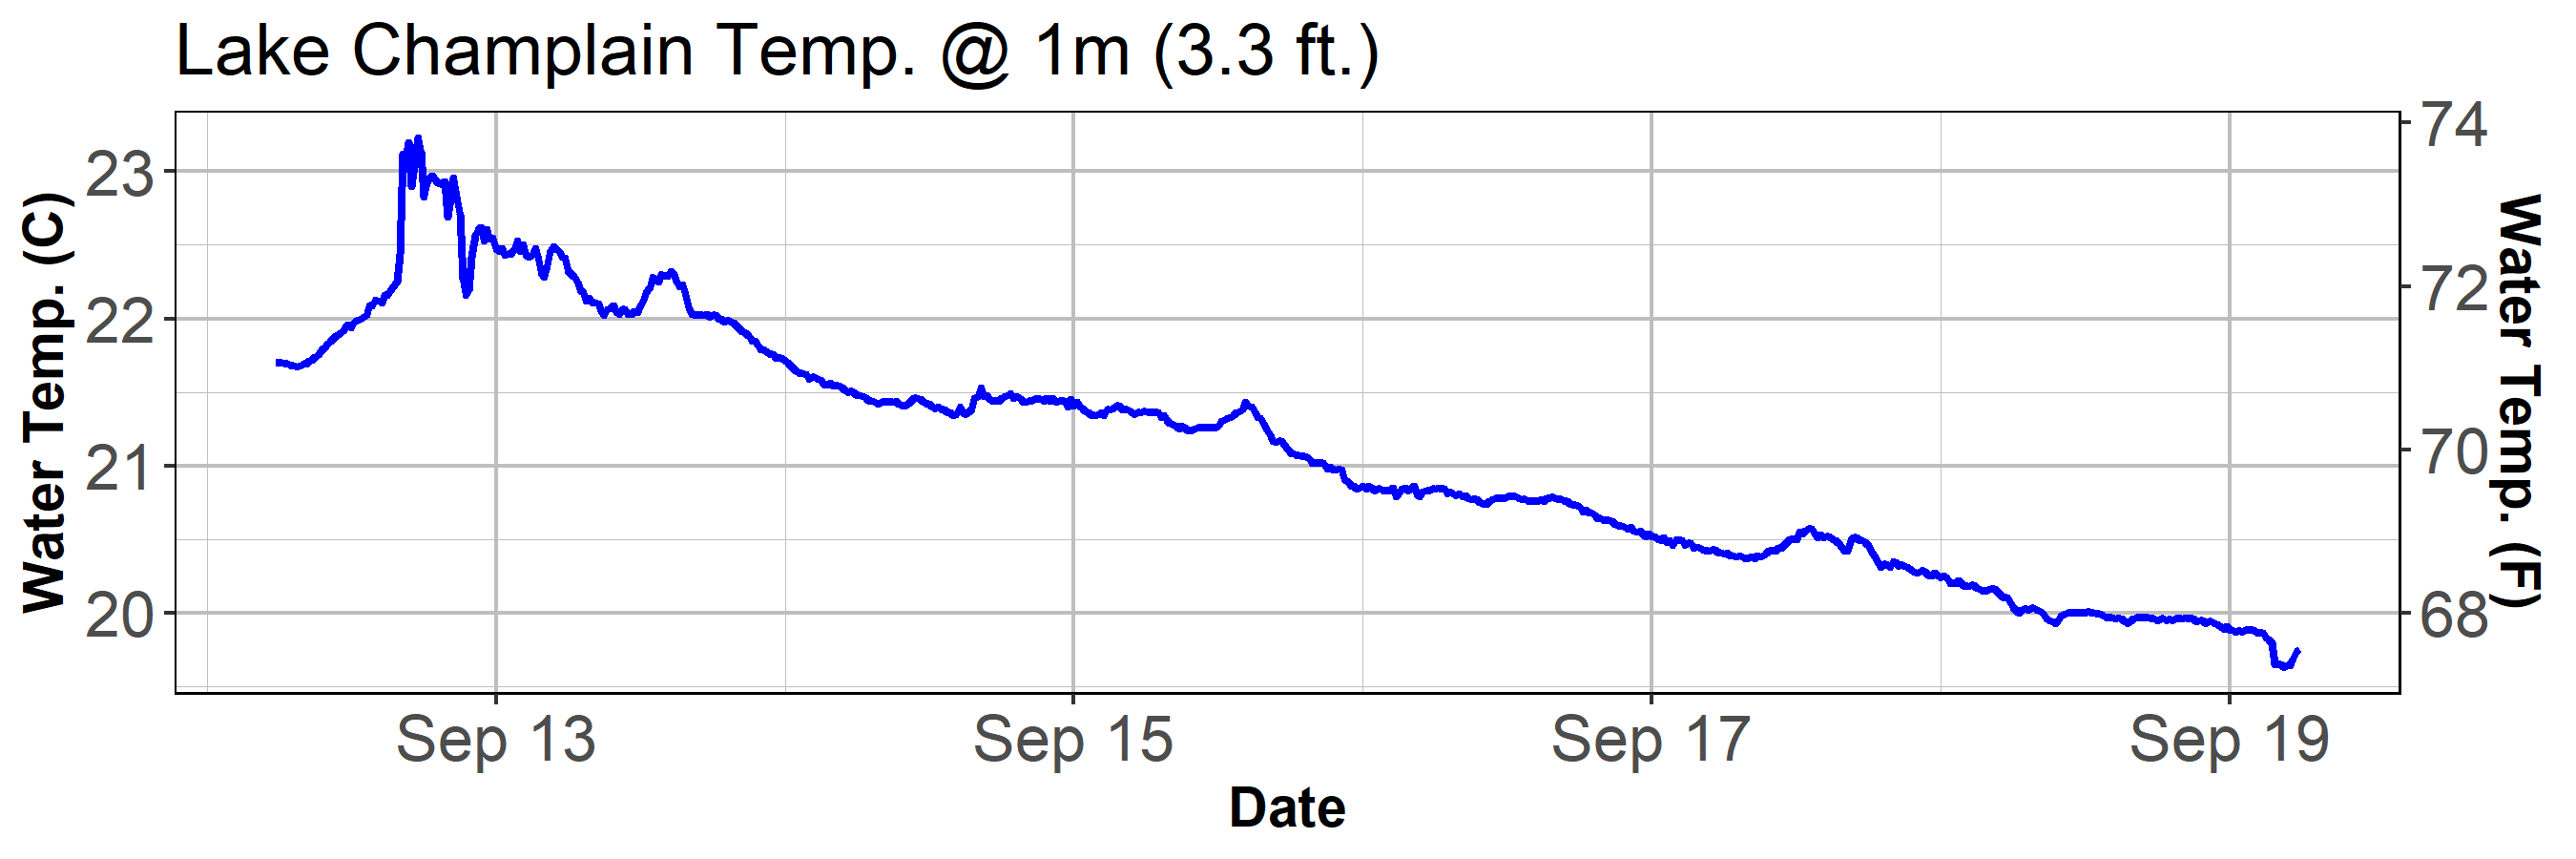 Lake Champlain Temp. @ 1m (3.3 ft.)
Water Temp. (C)
23
22
21
20
74
72
70
68
Water Temp. (F)
Sep 13 Sep 15 Sep 17 Sep 19
Date